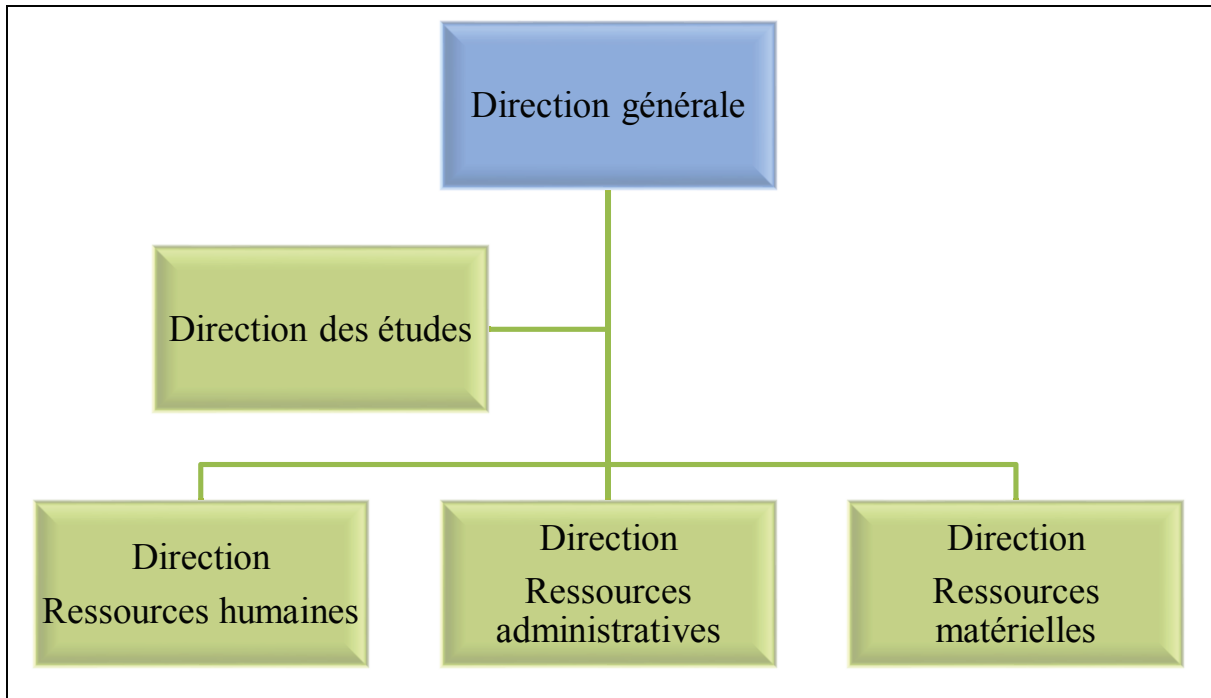 Direction générale
Direction des études
Direction
Ressources humaines
Direction
Ressources
administratives
Direction
Ressources
matérielles